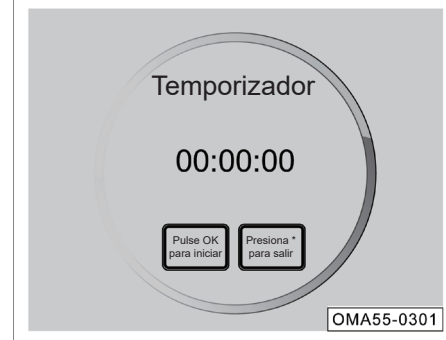 Temporizador
00:00:00
Pulse OK
para iniciar
Presiona *
para salir
OMA55-0301